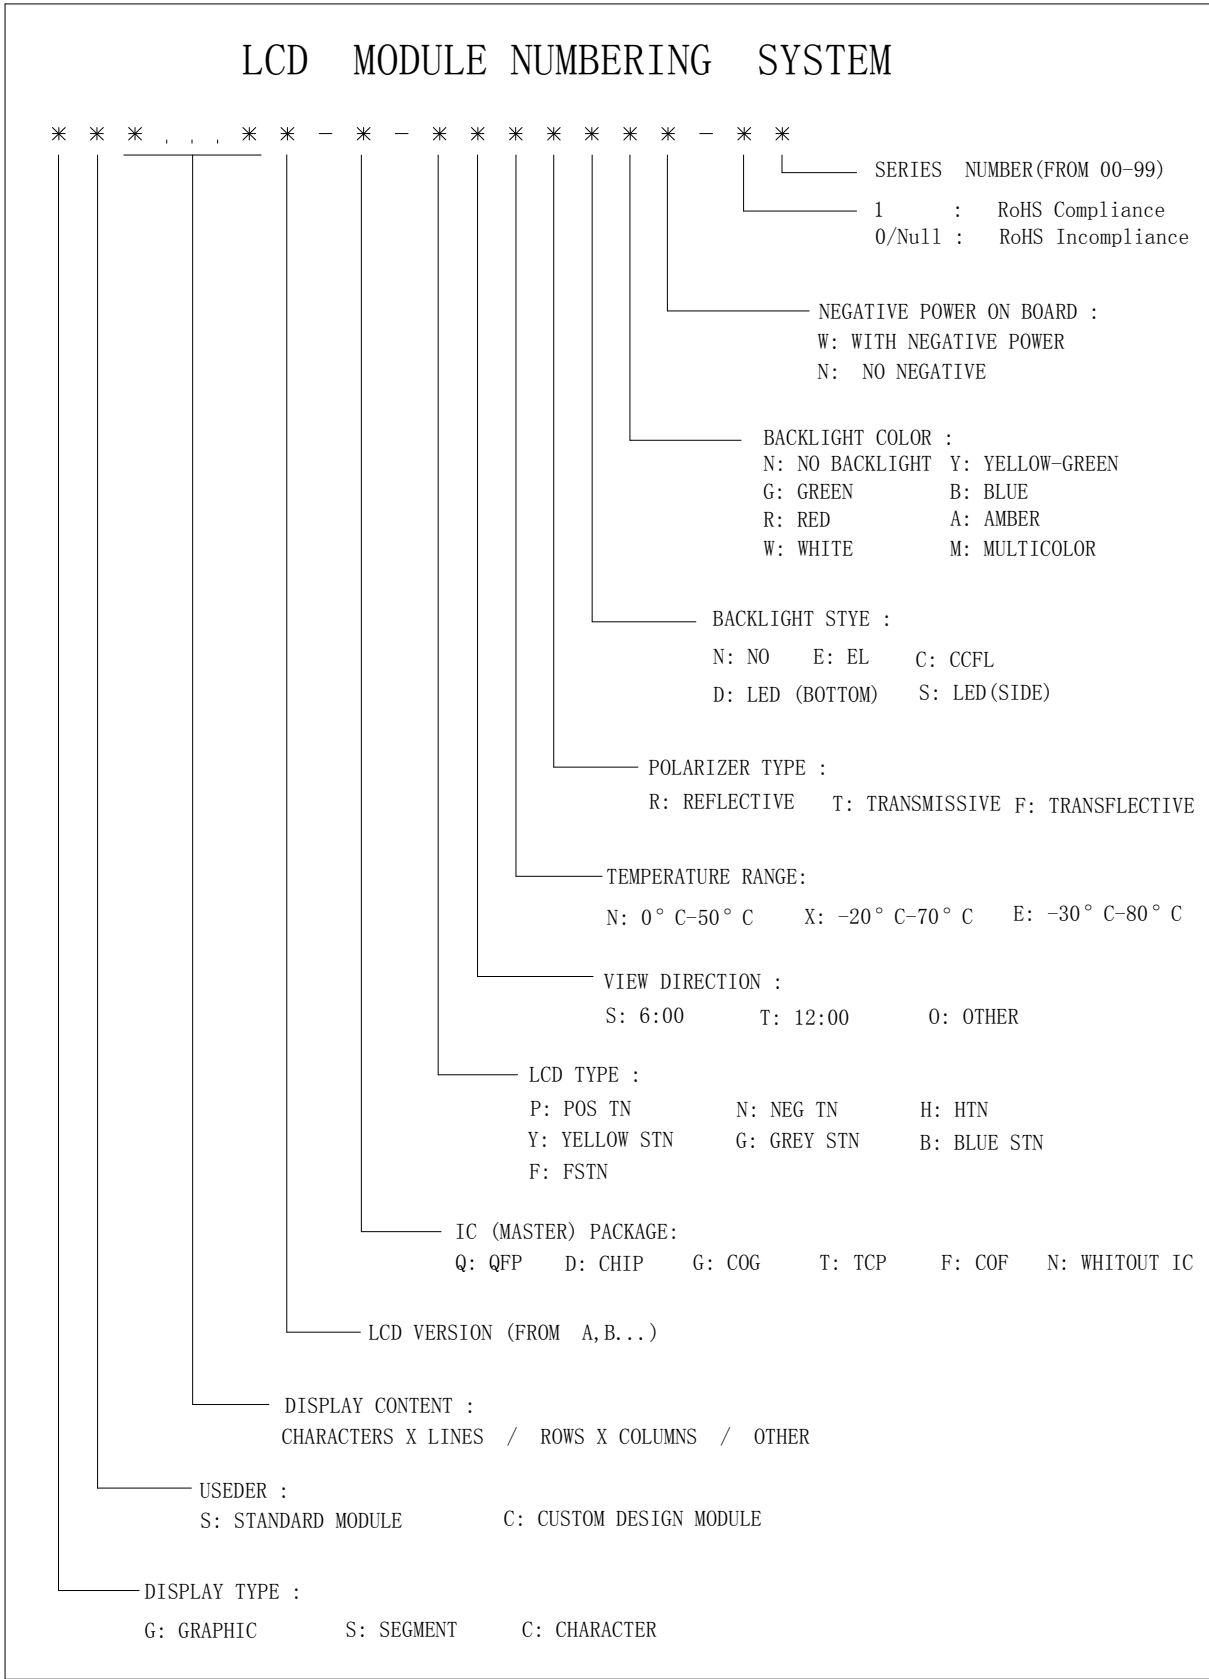 LCD MODULE NUMBERING SYSTEM
* * * . . . * * - * - * * * * * * * - * *
SERIES NUMBER(FROM 00-99)
1 : RoHS Compliance
0/Null : RoHS Incompliance
NEGATIVE POWER ON BOARD :
W: WITH NEGATIVE POWER
N: NO NEGATIVE
BACKLIGHT COLOR :
N: NO BACKLIGHT Y: YELLOW-GREEN
G: GREEN B: BLUE
R: RED A: AMBER
W: WHITE M: MULTICOLOR
BACKLIGHT STYE :
N: NO E: EL C: CCFL
D: LED (BOTTOM) S: LED(SIDE)
POLARIZER TYPE :
R: REFLECTIVE T: TRANSMISSIVE F: TRANSFLECTIVE
TEMPERATURE RANGE:
N: 0° C-50° C X: -20° C-70° C E: -30° C-80° C
VIEW DIRECTION :
S: 6:00 T: 12:00 O: OTHER
LCD TYPE :
P: POS TN N: NEG TN H: HTN
Y: YELLOW STN G: GREY STN B: BLUE STN
F: FSTN
IC (MASTER) PACKAGE:
Q: QFP D: CHIP G: COG T: TCP F: COF N: WHITOUT IC
LCD VERSION (FROM A,B...)
DISPLAY CONTENT :
CHARACTERS X LINES / ROWS X COLUMNS / OTHER
USEDER :
S: STANDARD MODULE C: CUSTOM DESIGN MODULE
DISPLAY TYPE :
G: GRAPHIC S: SEGMENT C: CHARACTER